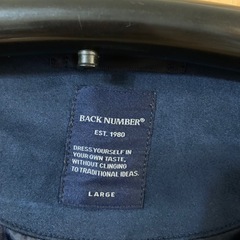 BACK NUMBER®
EST. 1980
DRESS YOURSELF IN
YOUR OWN TASTE,
WITHOUT CLINGING
TO TRADITIONAL IDEAS.
LARGE